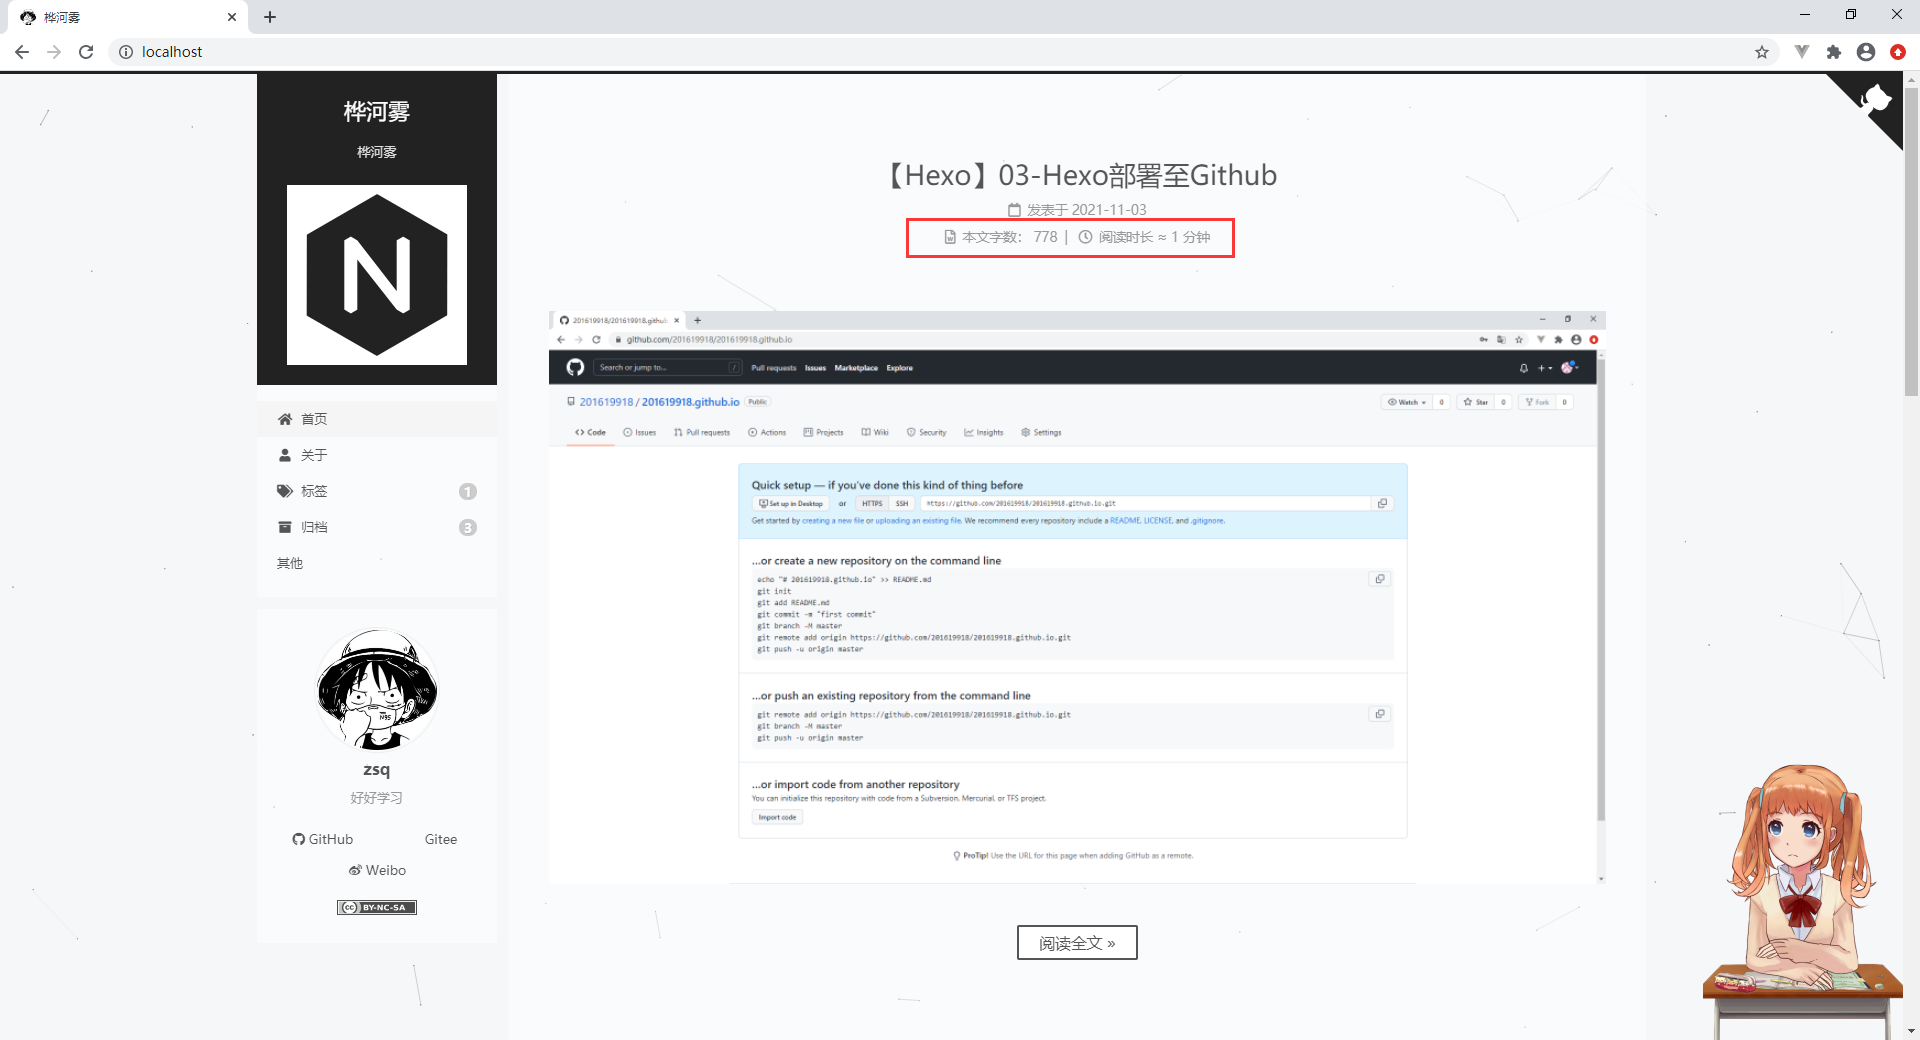 桦河雾
localhost
桦河雾
桦河雾
N
首页
关于
标签 1
归档 3
其他
N95
zsq
好好学习
GitHub Gitee
Weibo
cc BY-NC-SA
【Hexo】03-Hexo部署至Github
发表于 2021-11-03
本文字数： 778 | 阅读时长 ≈ 1 分钟
201619918/201619918.github
github.com/201619918/201619918.github.io
Search or jump to... / Pull requests Issues Marketplace Explore
201619918 / 201619918.github.io Public
Watch 0 Star 0 Fork 0
Code Issues Pull requests Actions Projects Wiki Security Insights Settings
Quick setup — if you've done this kind of thing before
Set up in Desktop or HTTPS SSH https://github.com/201619918/201619918.github.io.git
Get started by creating a new file or uploading an existing file. We recommend every repository include a README, LICENSE, and .gitignore.
...or create a new repository on the command line
echo "# 201619918.github.io" >> README.md
git init
git add README.md
git commit -m "first commit"
git branch -M master
git remote add origin https://github.com/201619918/201619918.github.io.git
git push -u origin master
...or push an existing repository from the command line
git remote add origin https://github.com/201619918/201619918.github.io.git
git branch -M master
git push -u origin master
...or import code from another repository
You can initialize this repository with code from a Subversion, Mercurial, or TFS project.
Import code
ProTip! Use the URL for this page when adding GitHub as a remote.
阅读全文 »